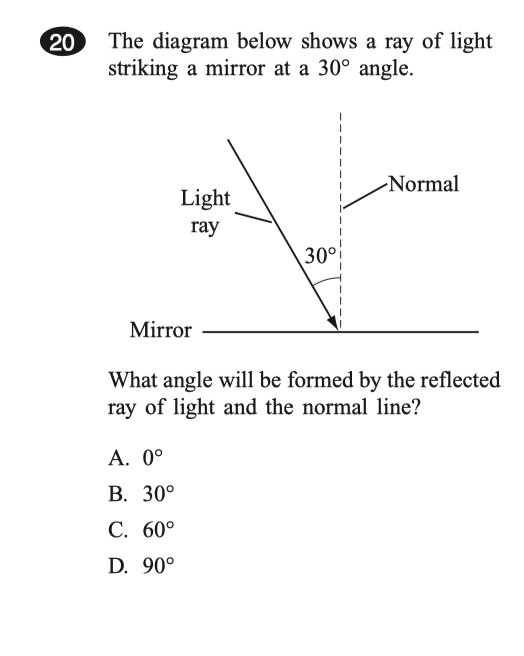 20 The diagram below shows a ray of light
striking a mirror at a 30° angle.
Normal
Light
ray
30°
Mirror
What angle will be formed by the reflected
ray of light and the normal line?
A. 0°
B. 30°
C. 60°
D. 90°